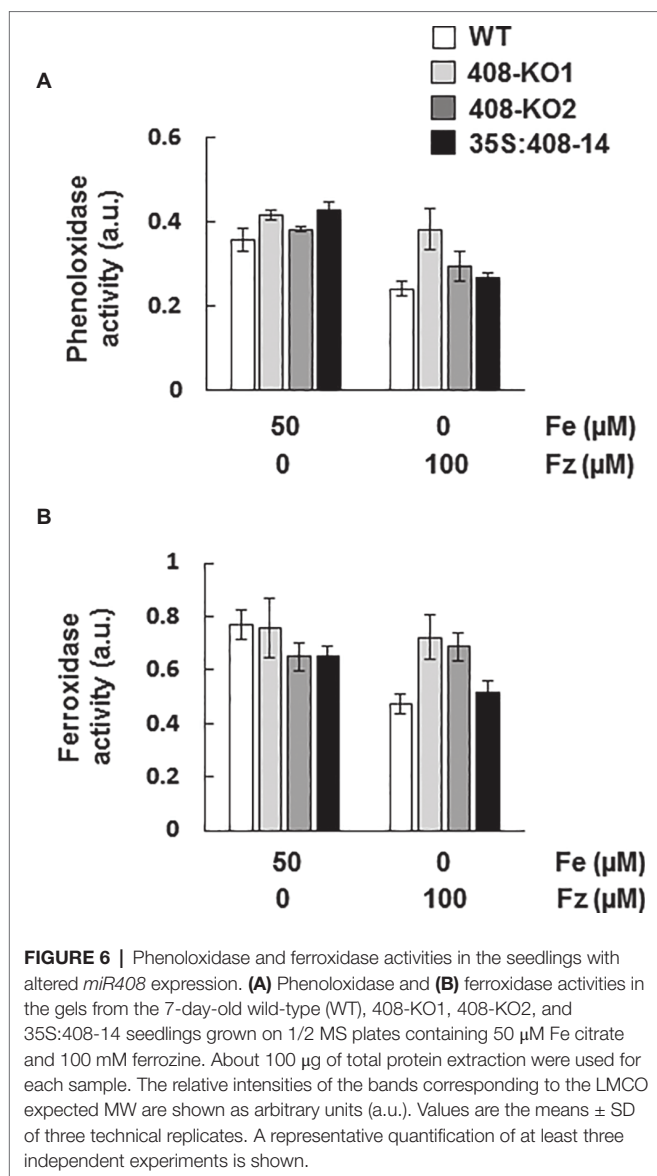 WT
408-KO1
408-KO2
35S:408-14
A
0.6
0.4
0.2
0
Phenoloxidase
activity (a.u.)
50 0 Fe (µM)
0 100 Fz (µM)
B
1
0.8
0.6
0.4
0.2
0
Ferroxidase
activity (a.u.)
50 0 Fe (µM)
0 100 Fz (µM)
FIGURE 6 | Phenoloxidase and ferroxidase activities in the seedlings with
altered miR408 expression. (A) Phenoloxidase and (B) ferroxidase activities in
the gels from the 7-day-old wild-type (WT), 408-KO1, 408-KO2, and
35S:408-14 seedlings grown on 1/2 MS plates containing 50 µM Fe citrate
and 100 mM ferrozine. About 100 µg of total protein extraction were used for
each sample. The relative intensities of the bands corresponding to the LMCO
expected MW are shown as arbitrary units (a.u.). Values are the means ± SD
of three technical replicates. A representative quantification of at least three
independent experiments is shown.